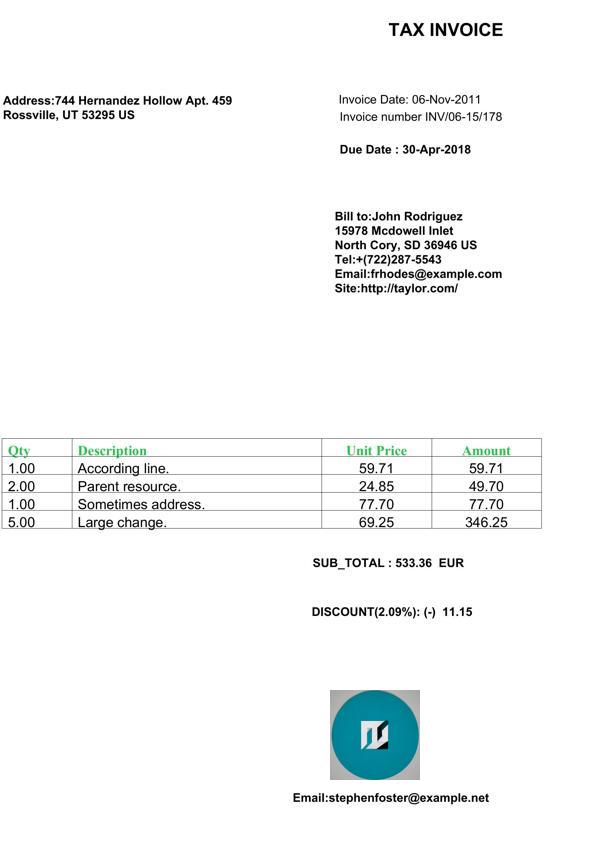 TAX INVOICE
Address:744 Hernandez Hollow Apt. 459
Rossville, UT 53295 US
Invoice Date: 06-Nov-2011
Invoice number INV/06-15/178
Due Date : 30-Apr-2018
Bill to:John Rodriguez
15978 Mcdowell Inlet
North Cory, SD 36946 US
Tel:+(722)287-5543
Email:frhodes@example.com
Site:http://taylor.com/
Qty Description Unit Price Amount
1.00 According line. 59.71 59.71
2.00 Parent resource. 24.85 49.70
1.00 Sometimes address. 77.70 77.70
5.00 Large change. 69.25 346.25
SUB_TOTAL : 533.36 EUR
DISCOUNT(2.09%): (-) 11.15
Email:stephenfoster@example.net